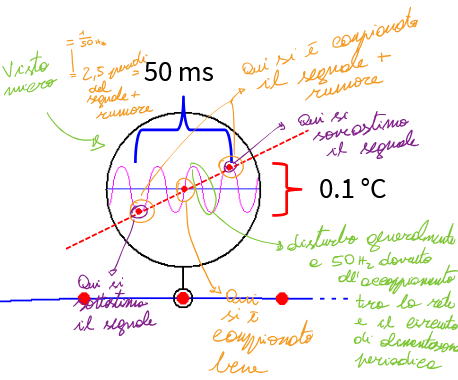 = 1/50 Hz
= 2,5 periodi
del
segnale +
rumore
=
50 ms
Visto
micro
Qui si è campionato
il segnale +
rumore
Qui si
sovrastima
il segnale
0.1 °C
disturbo generalmente
a 50 Hz dovuto
all'accoppiamento
tra la rete
e il circuito
di alimentazione
periodica
Qui si
sottostima
il segnale
Qui
si è
campionato
bene